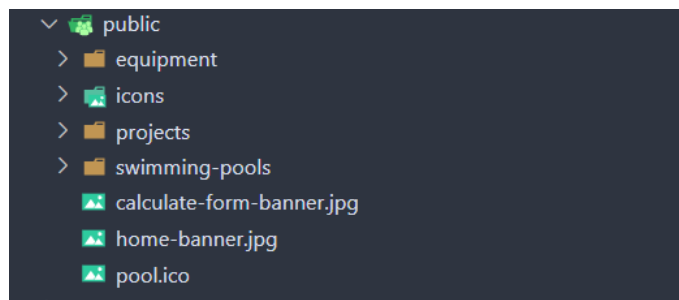 public
equipment
icons
projects
swimming-pools
calculate-form-banner.jpg
home-banner.jpg
pool.ico